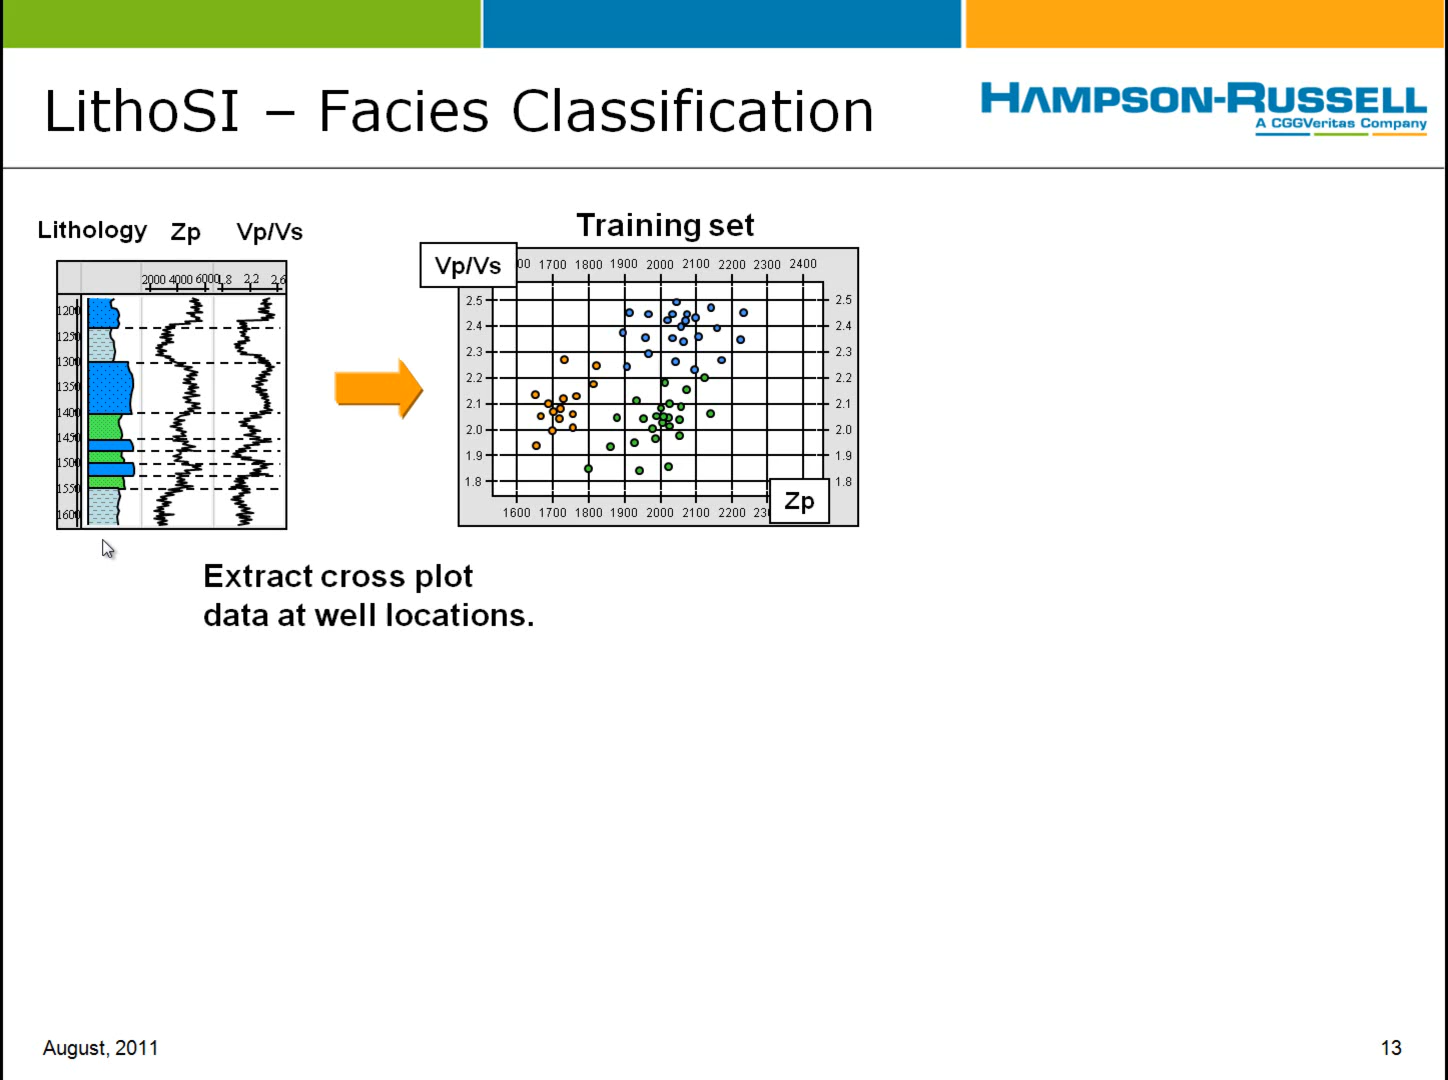 LithoSI – Facies Classification
HAMPSON-RUSSELL
A CGGVeritas Company
Lithology Zp Vp/Vs
2000 4000 6000 1.8 2.2 2.6
1200
1250
1300
1350
1400
1450
1500
1550
1600
Training set
Vp/Vs
00 1700 1800 1900 2000 2100 2200 2300 2400
2.5 2.5
2.4 2.4
2.3 2.3
2.2 2.2
2.1 2.1
2.0 2.0
1.9 1.9
1.8 1.8
Zp
1600 1700 1800 1900 2000 2100 2200 23
Extract cross plot
data at well locations.
August, 2011
13